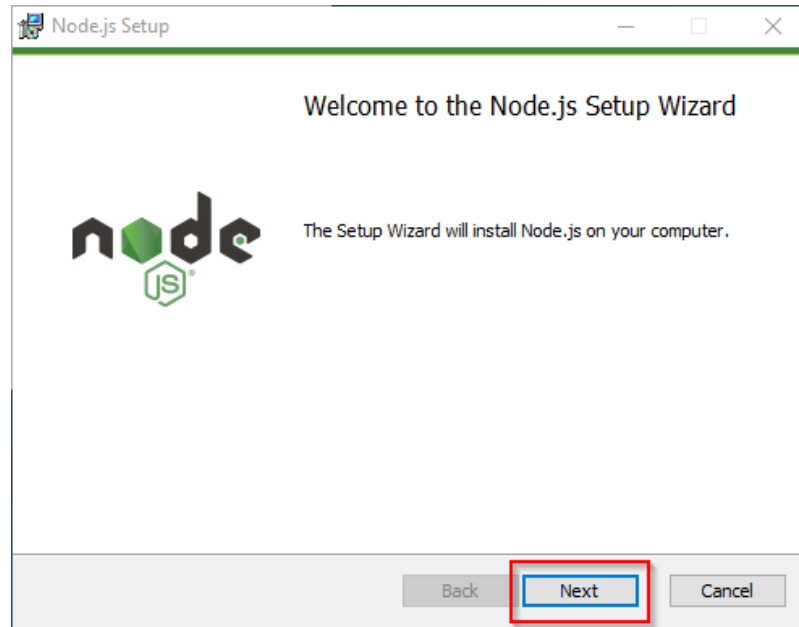 Node.js Setup
Welcome to the Node.js Setup Wizard
The Setup Wizard will install Node.js on your computer.
node
JS®
Back Next Cancel